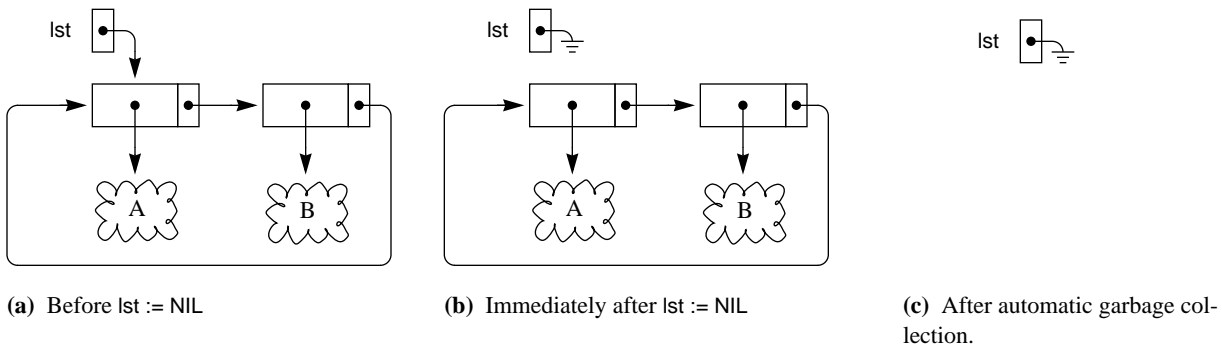 lst
A
B
(a) Before lst := NIL
lst
A
B
(b) Immediately after lst := NIL
lst
(c) After automatic garbage col-
lection.